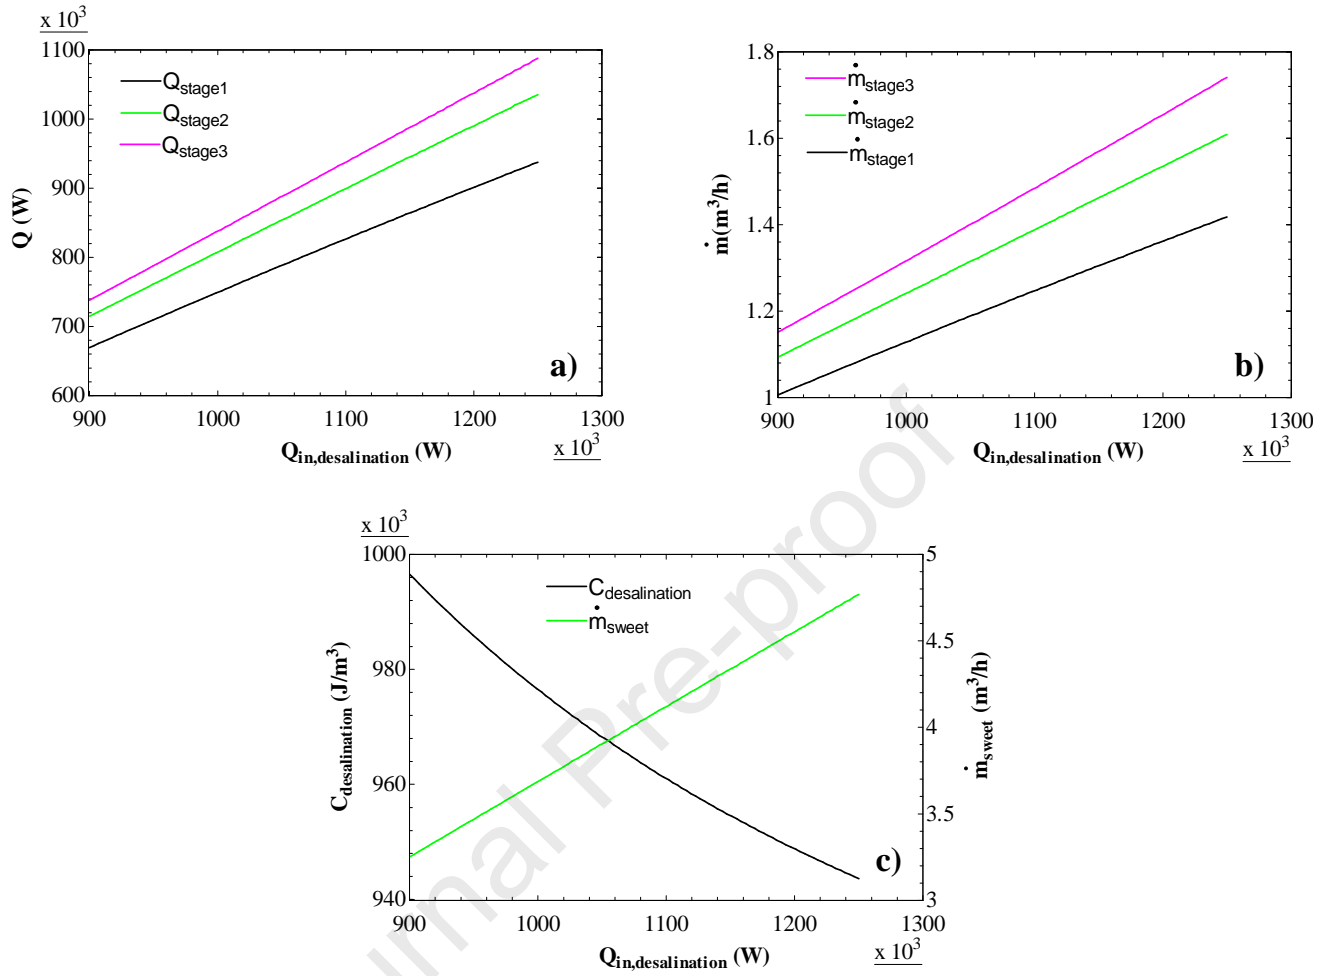 x 10³
1100
1000
900
800
700
600
Q (W)
Q_stage1
Q_stage2
Q_stage3
a)
900 1000 1100 1200 1300
Q_in,desalination (W) x 10³
1.8
1.6
1.4
1.2
1
ṁ(m³/h)
ṁ_stage3
ṁ_stage2
ṁ_stage1
b)
900 1000 1100 1200 1300
Q_in,desalination (W) x 10³
x 10³
1000
980
960
940
C_desalination (J/m³)
C_desalination
ṁ_sweet
5
4.5
4
3.5
3
ṁ_sweet (m³/h)
c)
900 1000 1100 1200 1300
Q_in,desalination (W) x 10³
rnal Pre-proof